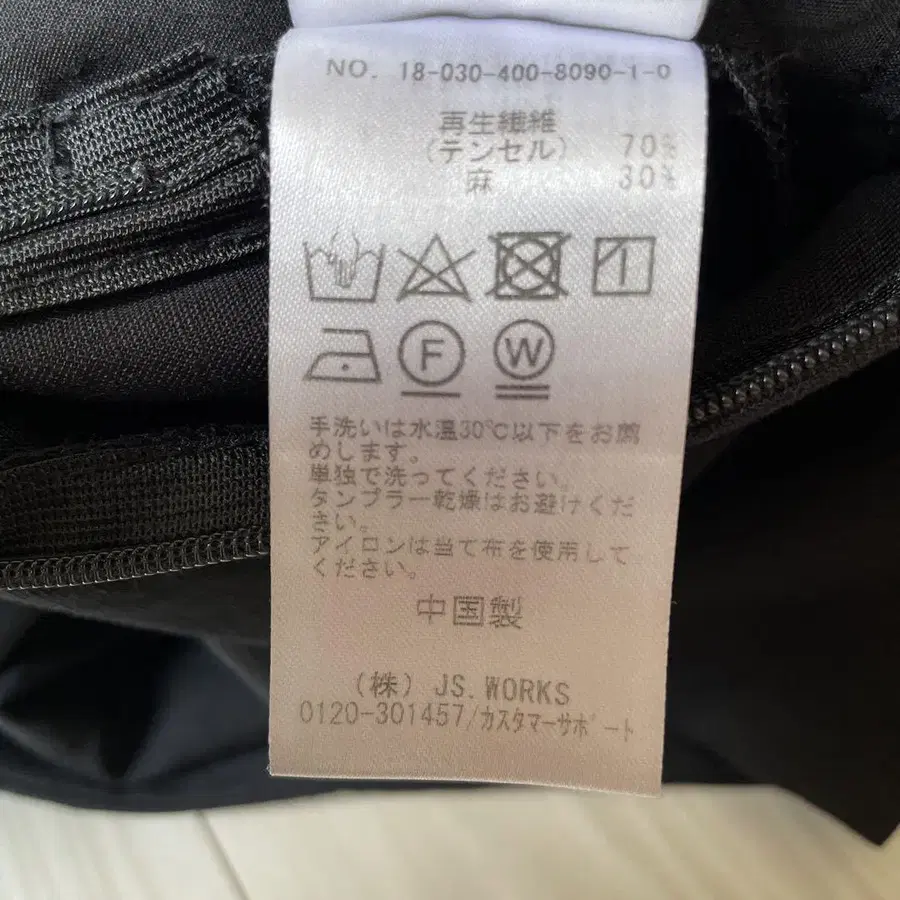 NO. 18-030-400-8090-1-0
再生繊維
(テンセル) 70%
麻 30%
F W
手洗いは水温30℃以下をお薦
めします。
単独で洗ってください。
タンブラー乾燥はお避けくだ
さい。
アイロンは当て布を使用して
ください。
中国製
(株) JS.WORKS
0120-301457/カスタマーサポート